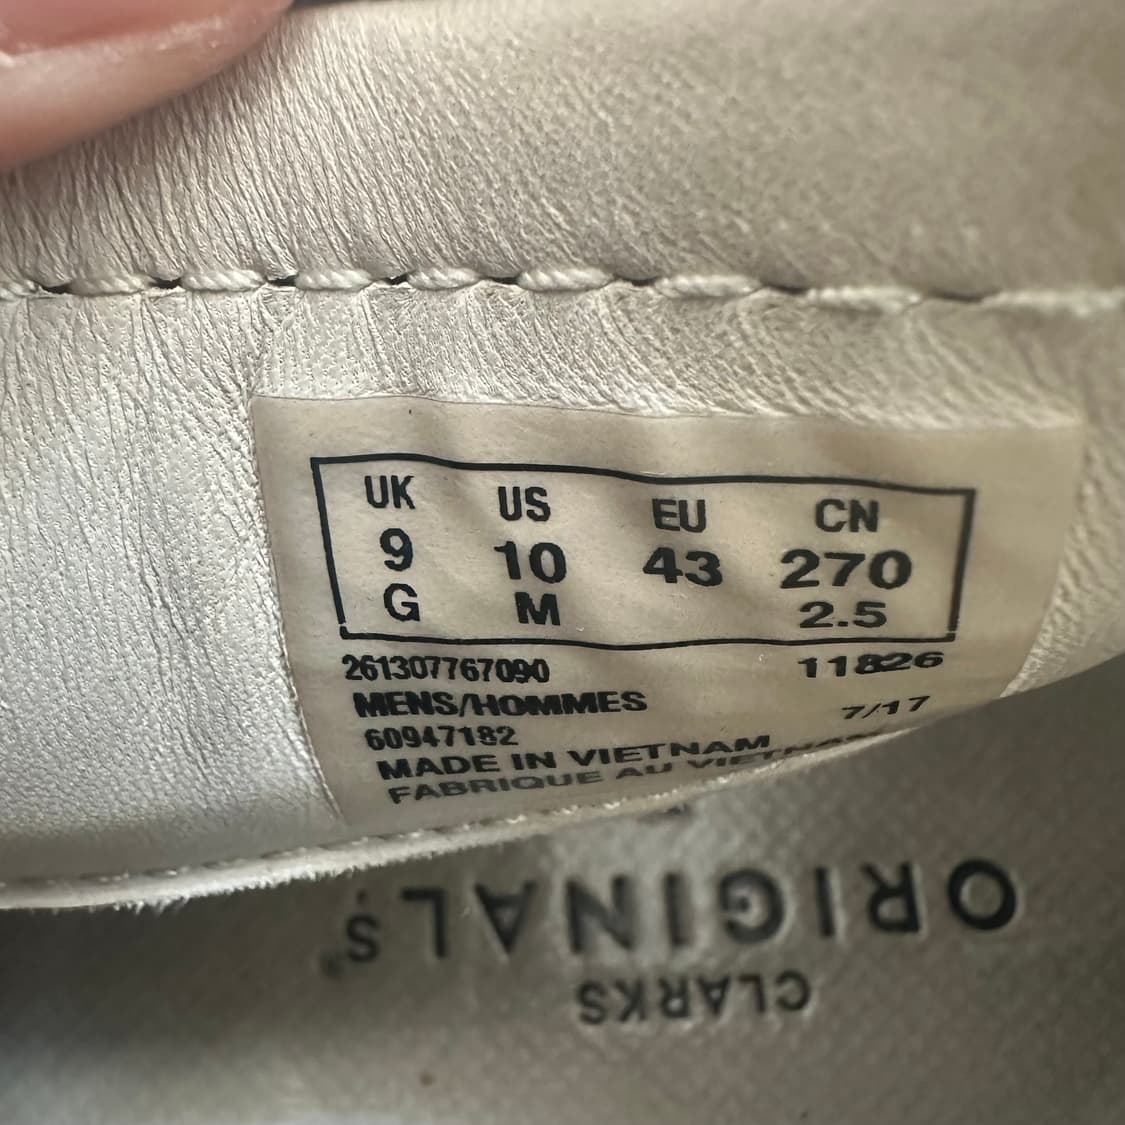 UK US EU CN
9 10 43 270
G M 2.5
261307767090 11826
MENS/HOMMES 7/17
60947182
MADE IN VIETNAM
FABRIQUE AU VIETNAM
ORIGINALS
CLARKS